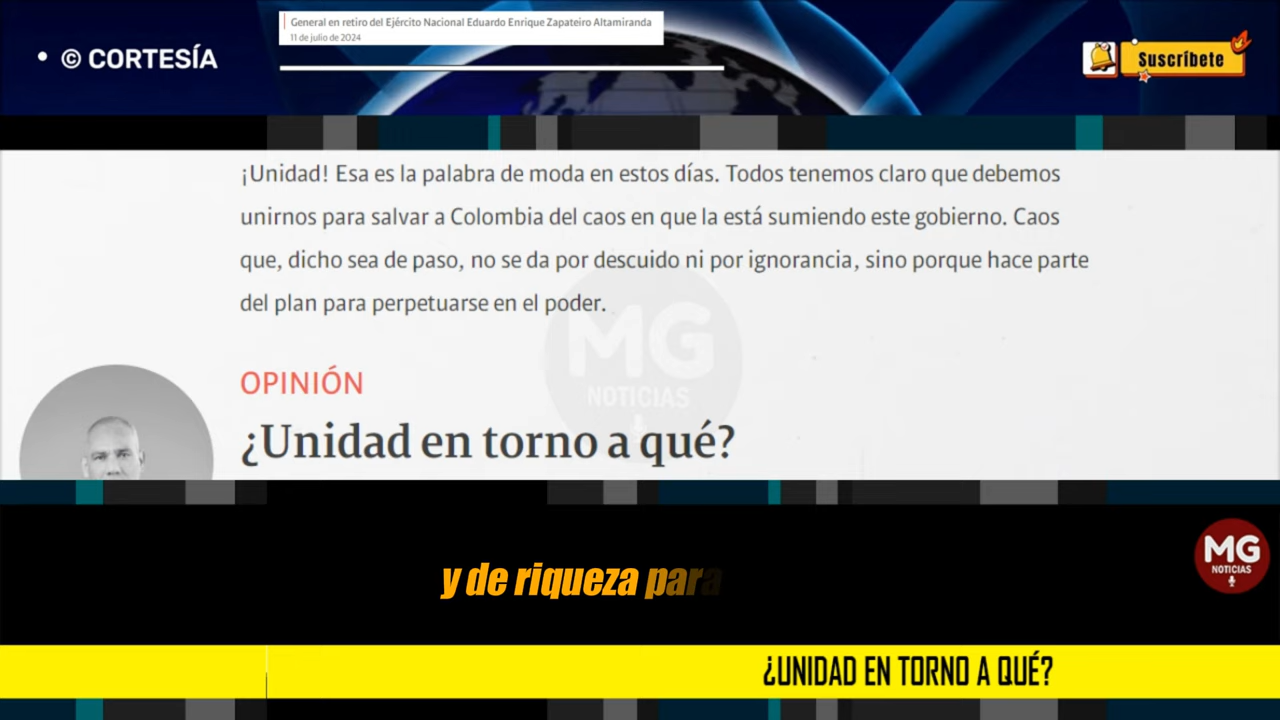 General en retiro del Ejército Nacional Eduardo Enrique Zapateiro Altamiranda
11 de julio de 2024
• © CORTESÍA
Suscríbete
¡Unidad! Esa es la palabra de moda en estos días. Todos tenemos claro que debemos
unirnos para salvar a Colombia del caos en que la está sumiendo este gobierno. Caos
que, dicho sea de paso, no se da por descuido ni por ignorancia, sino porque hace parte
del plan para perpetuarse en el poder.
MG
NOTICIAS
OPINIÓN
¿Unidad en torno a qué?
y de riqueza para
MG
NOTICIAS
¿UNIDAD EN TORNO A QUÉ?